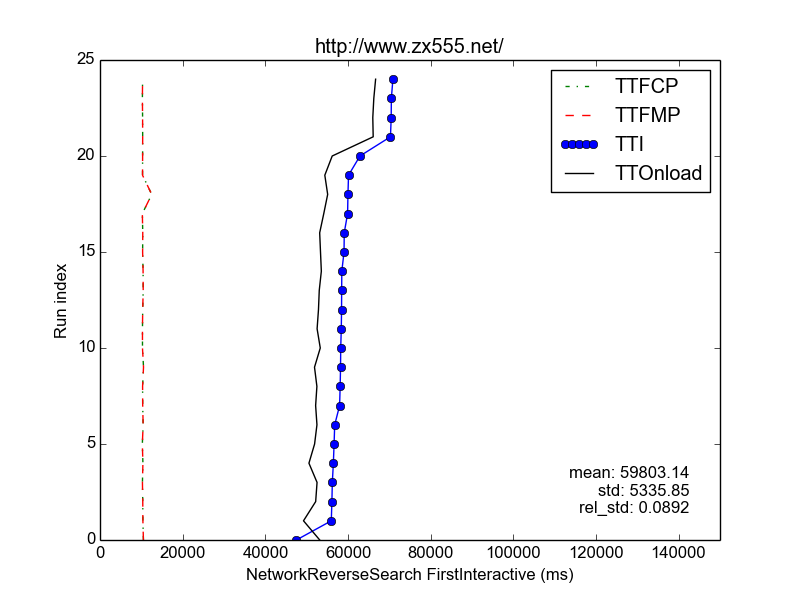 http://www.zx555.net/
25
20
15
10
5
0
Run index
TTFCP
TTFMP
TTI
TTOnload
mean: 59803.14
std: 5335.85
rel_std: 0.0892
0 20000 40000 60000 80000 100000 120000 140000
NetworkReverseSearch FirstInteractive (ms)